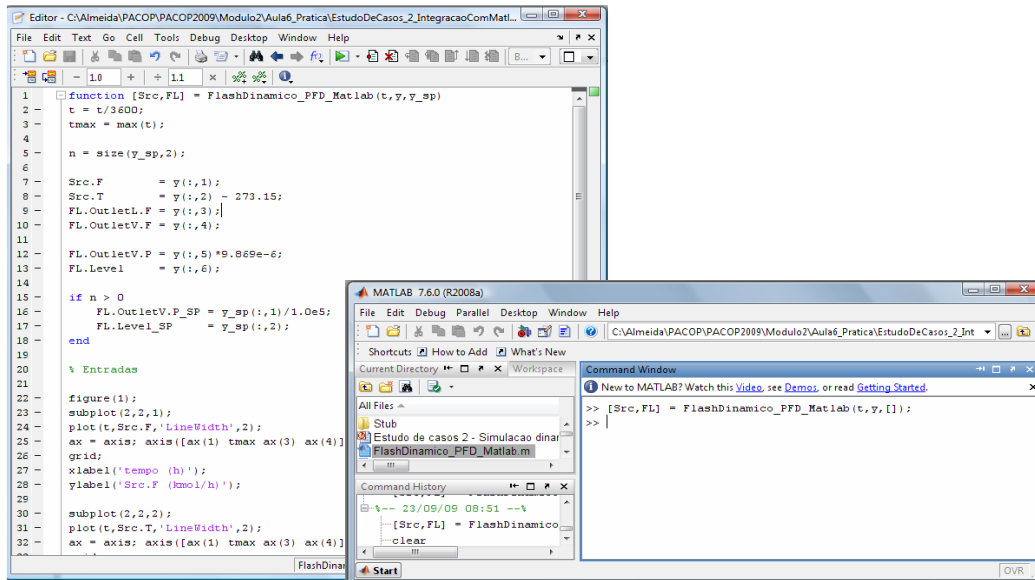 Editor - C:\Almeida\PACOP\PACOP2009\Modulo2\Aula6_Pratica\EstudoDeCasos_2_IntegracaoComMatl...
File Edit Text Go Cell Tools Debug Desktop Window Help
B...
- 1.0 + ÷ 1.1 ×
1 function [Src,FL] = FlashDinamico_PFD_Matlab(t,y,y_sp)
2 - t = t/3600;
3 - tmax = max(t);
4
5 - n = size(y_sp,2);
6
7 - Src.F = y(:,1);
8 - Src.T = y(:,2) - 273.15;
9 - FL.OutletL.F = y(:,3);
10 - FL.OutletV.F = y(:,4);
11
12 - FL.OutletV.P = y(:,5)*9.869e-6;
13 - FL.Level = y(:,6);
14
15 - if n > 0
16 - FL.OutletV.P_SP = y_sp(:,1)/1.0e5;
17 - FL.Level_SP = y_sp(:,2);
18 - end
19
20 % Entradas
21
22 - figure(1);
23 - subplot(2,2,1);
24 - plot(t,Src.F,'LineWidth',2);
25 - ax = axis; axis([ax(1) tmax ax(3) ax(4)]
26 - grid;
27 - xlabel('tempo (h)');
28 - ylabel('Src.F (kmol/h)');
29
30 - subplot(2,2,2);
31 - plot(t,Src.T,'LineWidth',2);
32 - ax = axis; axis([ax(1) tmax ax(3) ax(4)]
FlashDinar
MATLAB 7.6.0 (R2008a)
File Edit Debug Parallel Desktop Window Help
C:\Almeida\PACOP\PACOP2009\Modulo2\Aula6_Pratica\EstudoDeCasos_2_Int
Shortcuts How to Add What's New
Current Directory Workspace
All Files
Stub
Estudo de casos 2 - Simulacao dinar
FlashDinamico_PFD_Matlab.m
Command History
%-- 23/09/09 08:51 --%
[Src,FL] = FlashDinamico
clear
Command Window
New to MATLAB? Watch this Video, see Demos, or read Getting Started.
>> [Src,FL] = FlashDinamico_PFD_Matlab(t,y,[]);
>>
Start
OVR